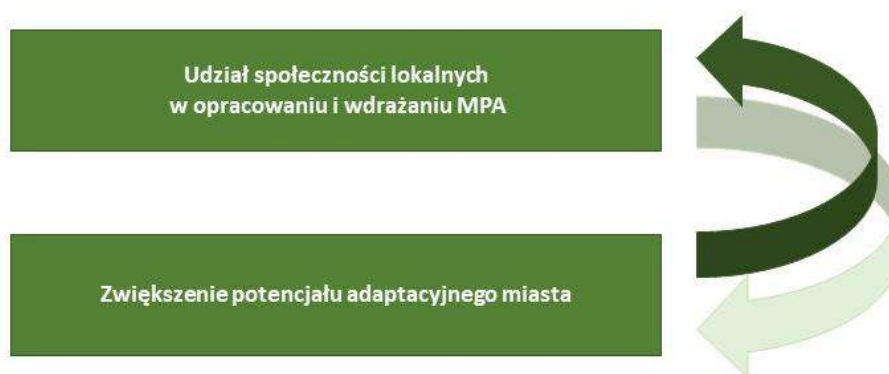 Udział społeczności lokalnych
w opracowaniu i wdrażaniu MPA
Zwiększenie potencjału adaptacyjnego miasta